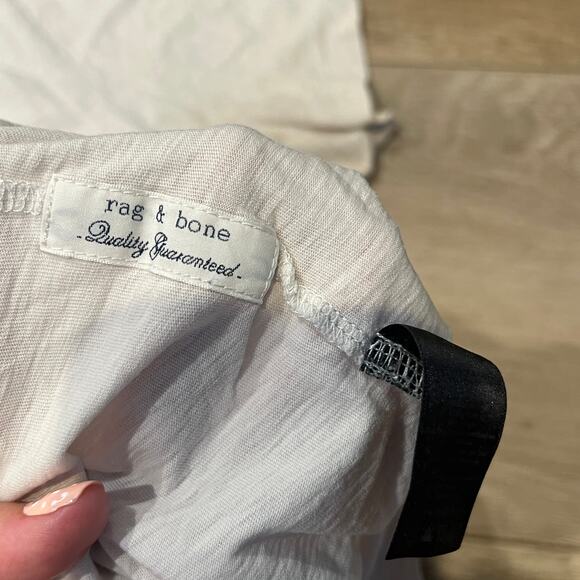 rag & bone
- Quality Guaranteed -